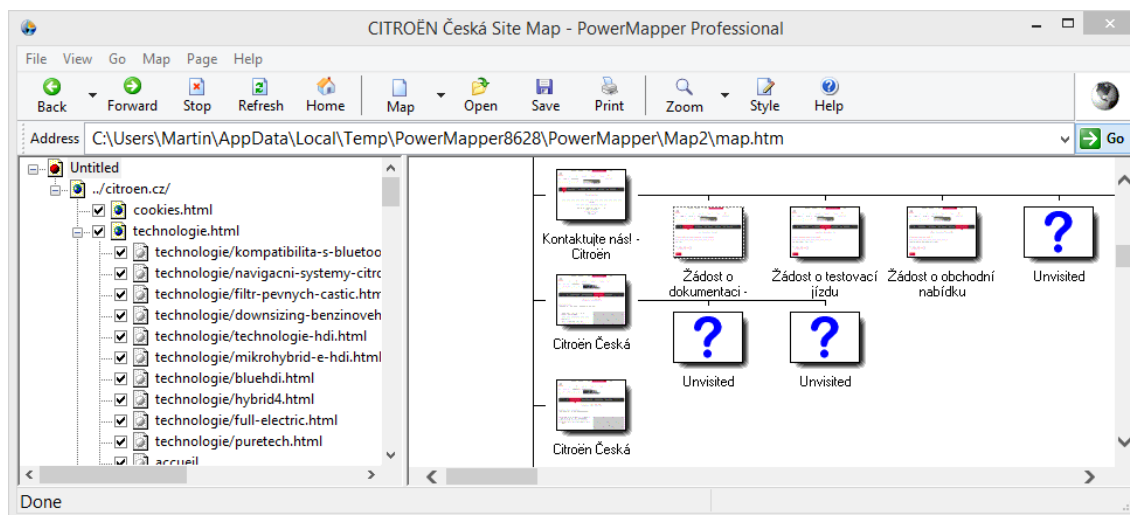 CITROËN Česká Site Map - PowerMapper Professional
File View Go Map Page Help
Back Forward Stop Refresh Home Map Open Save Print Zoom Style Help
Address C:\Users\Martin\AppData\Local\Temp\PowerMapper8628\PowerMapper\Map2\map.htm Go
Untitled
../citroen.cz/
cookies.html
technologie.html
technologie/kompatibilita-s-bluetoo
technologie/navigacni-systemy-citro
technologie/filtr-pevnych-castic.htm
technologie/downsizing-benzinoveh
technologie/technologie-hdi.html
technologie/mikrohybrid-e-hdi.html
technologie/bluehdi.html
technologie/hybrid4.html
technologie/full-electric.html
technologie/puretech.html
accueil
Kontaktujte nás! -
Citroën
Žádost o
dokumentaci -
Žádost o testovací
jízdu
Žádost o obchodní
nabídku
Unvisited
Citroën Česká
Unvisited
Unvisited
Citroën Česká
Done